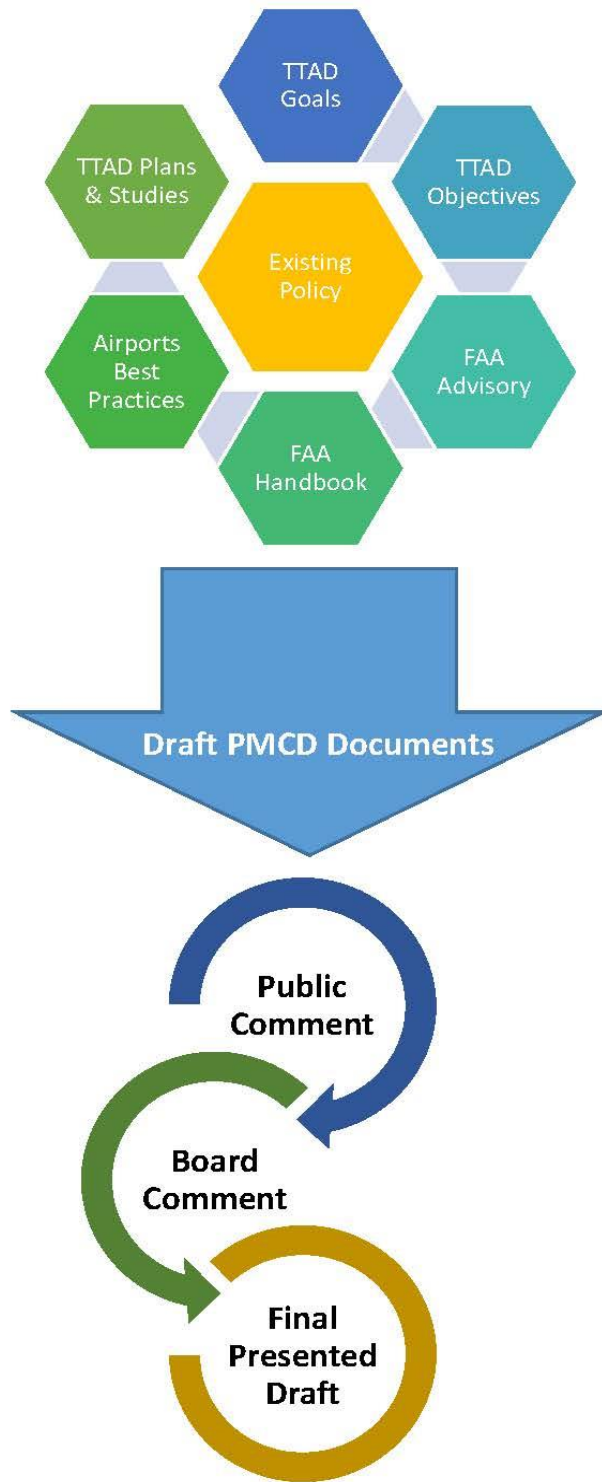 TTAD
Goals
TTAD Plans
& Studies
TTAD
Objectives
Existing
Policy
Airports
Best
Practices
FAA
Advisory
FAA
Handbook
Draft PMCD Documents
Public
Comment
Board
Comment
Final
Presented
Draft